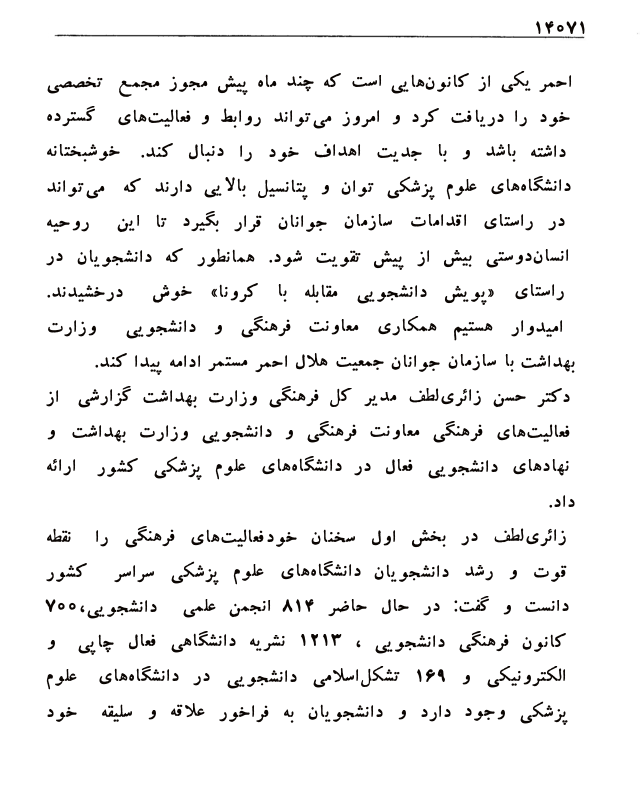 ۱۴۰۷۱
احمر یکی از کانون‌هایی است که چند ماه پیش مجوز مجمع تخصصی
خود را دریافت کرد و امروز می‌تواند روابط و فعالیت‌های گسترده
داشته باشد و با جدیت اهداف خود را دنبال کند. خوشبختانه
دانشگاه‌های علوم پزشکی توان و پتانسیل بالایی دارند که می‌تواند
در راستای اقدامات سازمان جوانان قرار بگیرد تا این روحیه
انسان‌دوستی بیش از پیش تقویت شود. همانطور که دانشجویان در
راستای «پویش دانشجویی مقابله با کرونا» خوش درخشیدند.
امیدوار هستیم همکاری معاونت فرهنگی و دانشجویی وزارت
بهداشت با سازمان جوانان جمعیت هلال احمر مستمر ادامه پیدا کند.
دکتر حسن زائری‌لطف مدیر کل فرهنگی وزارت بهداشت گزارشی از
فعالیت‌های فرهنگی معاونت فرهنگی و دانشجویی وزارت بهداشت و
نهادهای دانشجویی فعال در دانشگاه‌های علوم پزشکی کشور ارائه
داد.
زائری‌لطف در بخش اول سخنان خودفعالیت‌های فرهنگی را نقطه
قوت و رشد دانشجویان دانشگاه‌های علوم پزشکی سراسر کشور
دانست و گفت: در حال حاضر ۸۱۴ انجمن علمی دانشجویی،۷۰۰
کانون فرهنگی دانشجویی ، ۱۲۱۳ نشریه دانشگاهی فعال چاپی و
الکترونیکی و ۱۶۹ تشکل‌اسلامی دانشجویی در دانشگاه‌های علوم
پزشکی وجود دارد و دانشجویان به فراخور علاقه و سلیقه خود